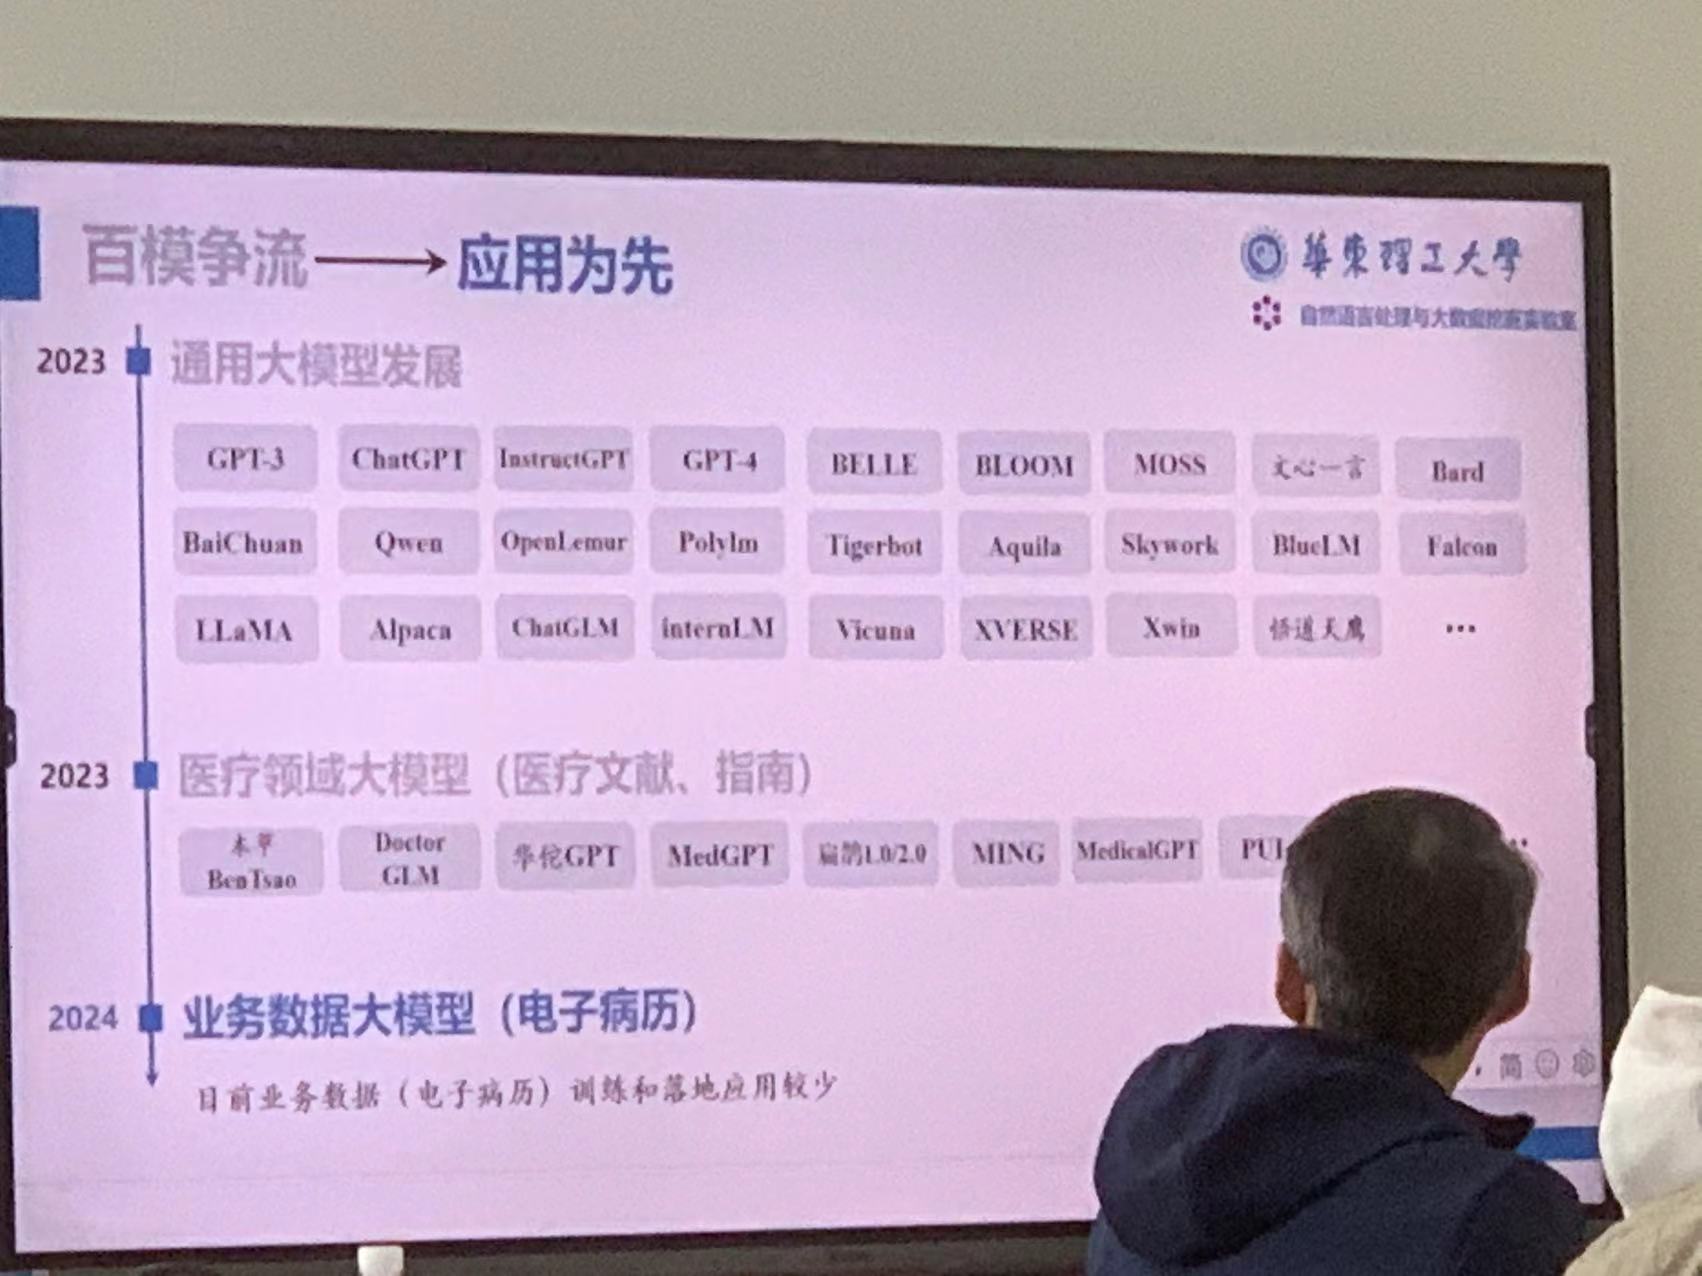 百模争流 应用为先
華東理工大學
自然语言处理与大数据挖掘实验室
2023 通用大模型发展
GPT-3 ChatGPT InstructGPT GPT-4 BELLE BLOOM MOSS 文心一言 Bard
BaiChuan Qwen OpenLemur Polylm Tigerbot Aquila Skywork BlueLM Falcon
LLaMA Alpaca ChatGLM internLM Vicuna XVERSE Xwin 悟道天鹰 ...
2023 医疗领域大模型（医疗文献、指南）
本草 BenTsao Doctor GLM 华佗GPT MedGPT 扁鹊1.0/2.0 MING MedicalGPT
2024 业务数据大模型（电子病历）
目前业务数据（电子病历）训练和落地应用较少
简